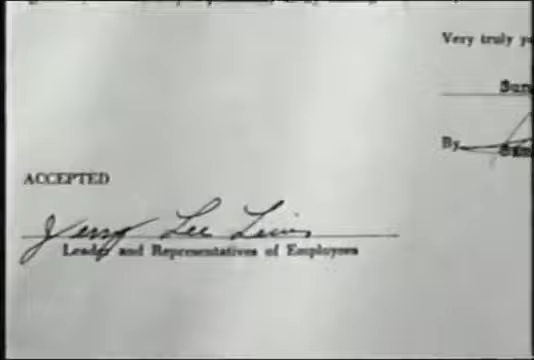 Very truly
By
ACCEPTED
Jerry Lee Lewis
Leader and Representatives of Employees